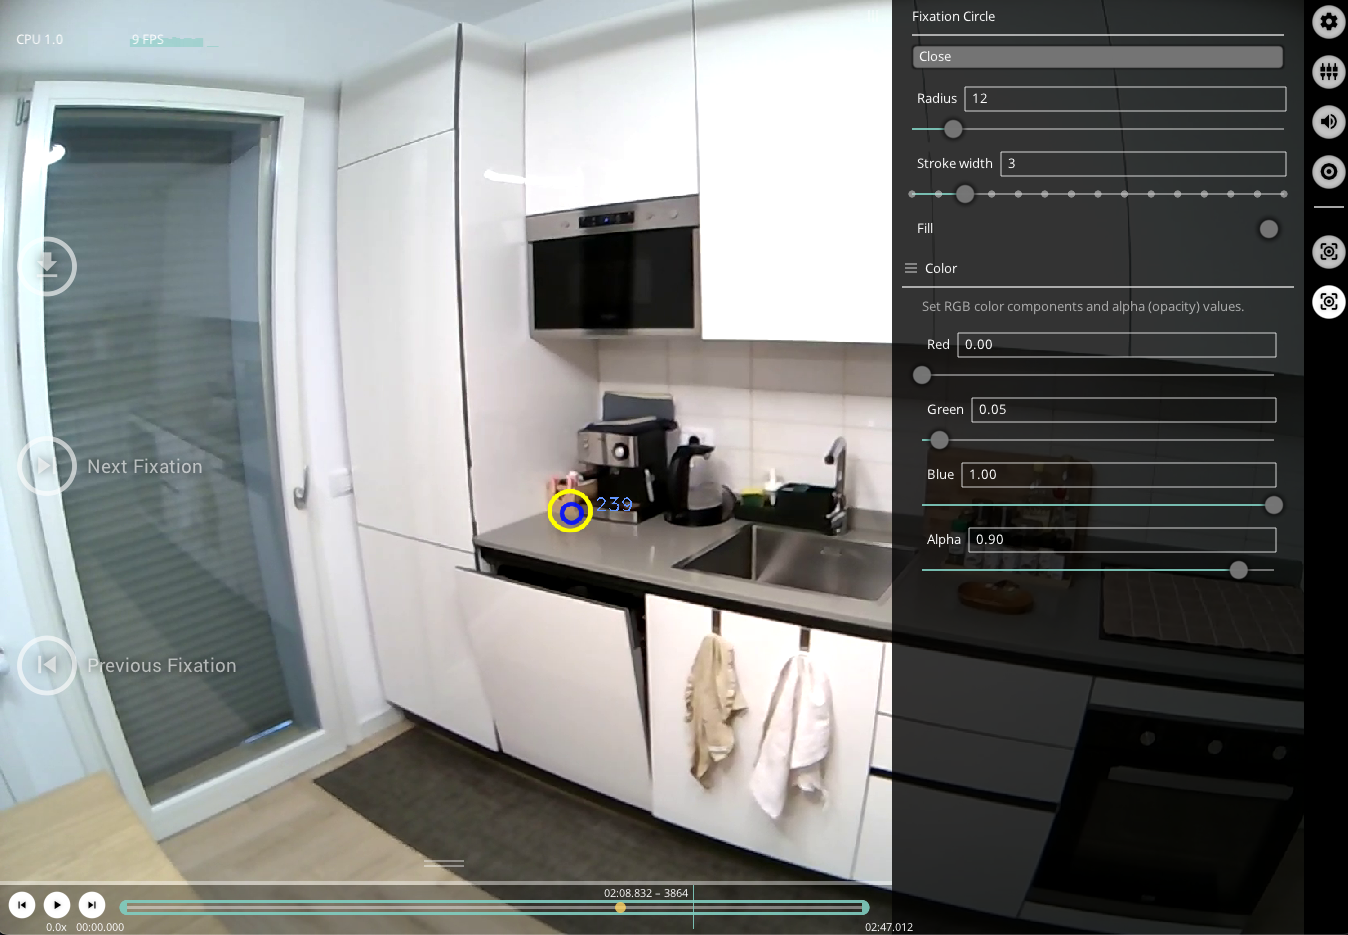 CPU 1.0
9 FPS
Next Fixation
Previous Fixation
239
02:08.832 – 3864
0.0x
00:00.000
02:47.012
Fixation Circle
Close
Radius 12
Stroke width 3
Fill
Color
Set RGB color components and alpha (opacity) values.
Red 0.00
Green 0.05
Blue 1.00
Alpha 0.90